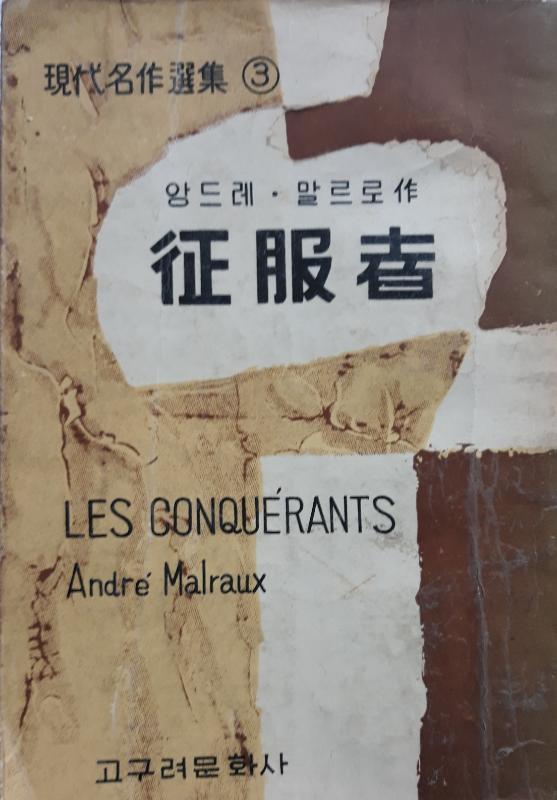 現代名作選集 ③
앙드레·말르로作
征服者
LES CONQUÉRANTS
André Malraux
고구려문화사